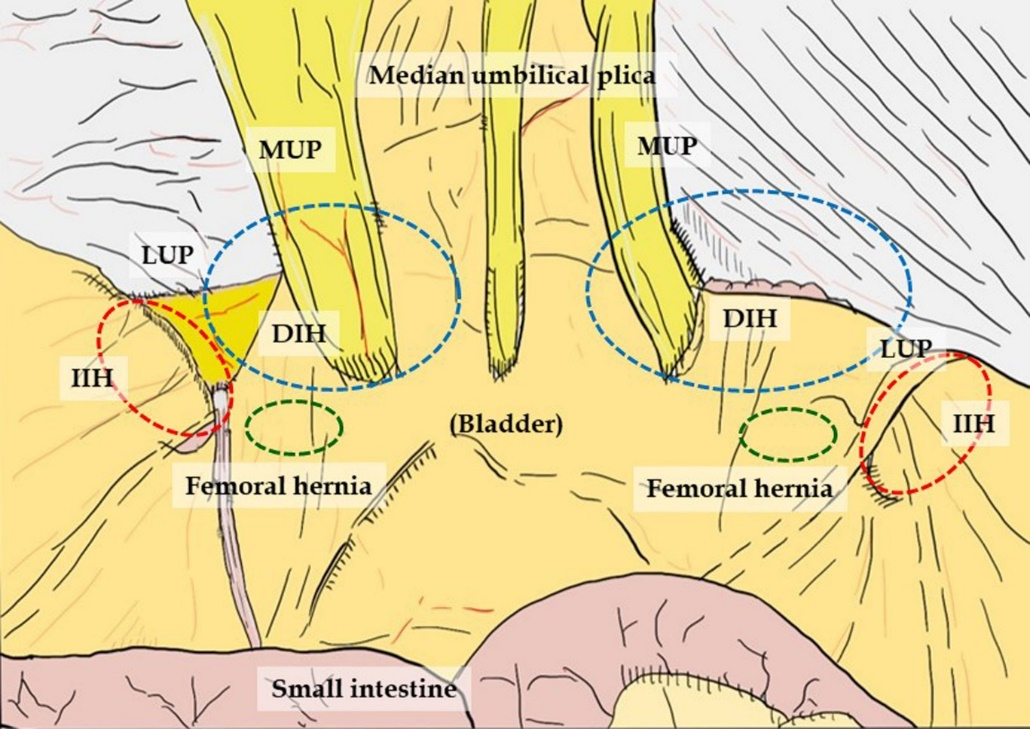 Median umbilical plica
MUP
MUP
LUP
DIH
DIH
LUP
IIH
IIH
(Bladder)
Femoral hernia
Femoral hernia
Small intestine